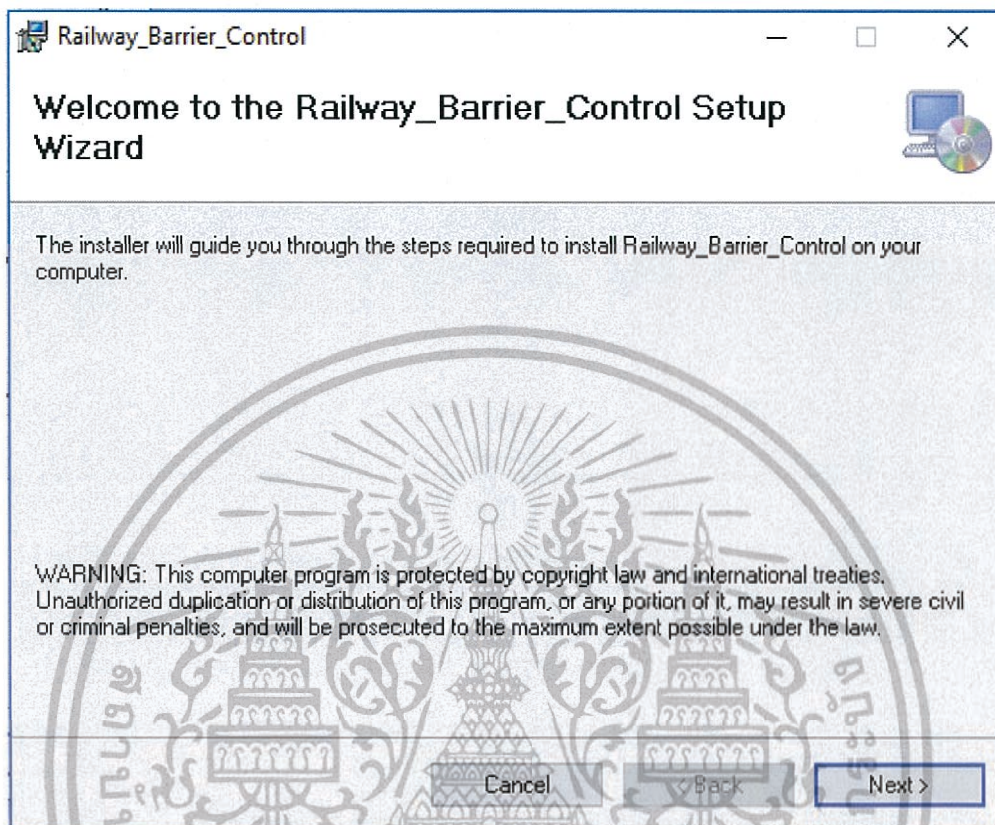 Railway_Barrier_Control
Welcome to the Railway_Barrier_Control Setup
Wizard
The installer will guide you through the steps required to install Railway_Barrier_Control on your
computer.
WARNING: This computer program is protected by copyright law and international treaties.
Unauthorized duplication or distribution of this program, or any portion of it, may result in severe civil
or criminal penalties, and will be prosecuted to the maximum extent possible under the law.
Cancel
< Back
Next >